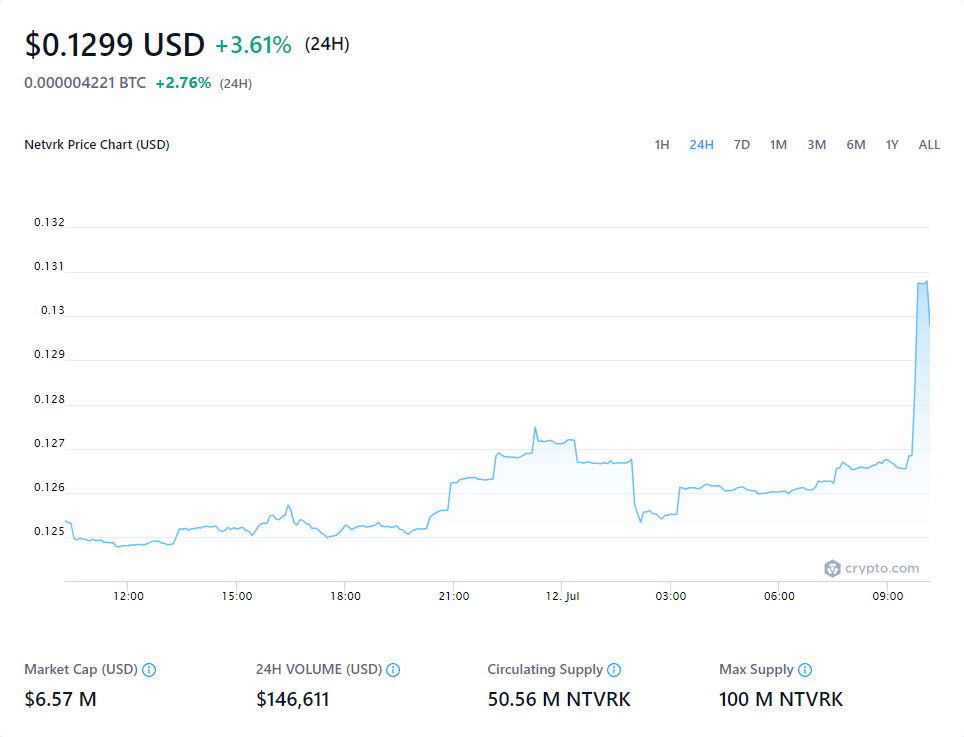 $0.1299 USD +3.61% (24H)
0.000004221 BTC +2.76% (24H)
Netvrk Price Chart (USD) 1H 24H 7D 1M 3M 6M 1Y ALL
0.132
0.131
0.13
0.129
0.128
0.127
0.126
0.125
crypto.com
12:00 15:00 18:00 21:00 12. Jul 03:00 06:00 09:00
Market Cap (USD) 24H VOLUME (USD) Circulating Supply Max Supply
$6.57 M $146,611 50.56 M NTVRK 100 M NTVRK